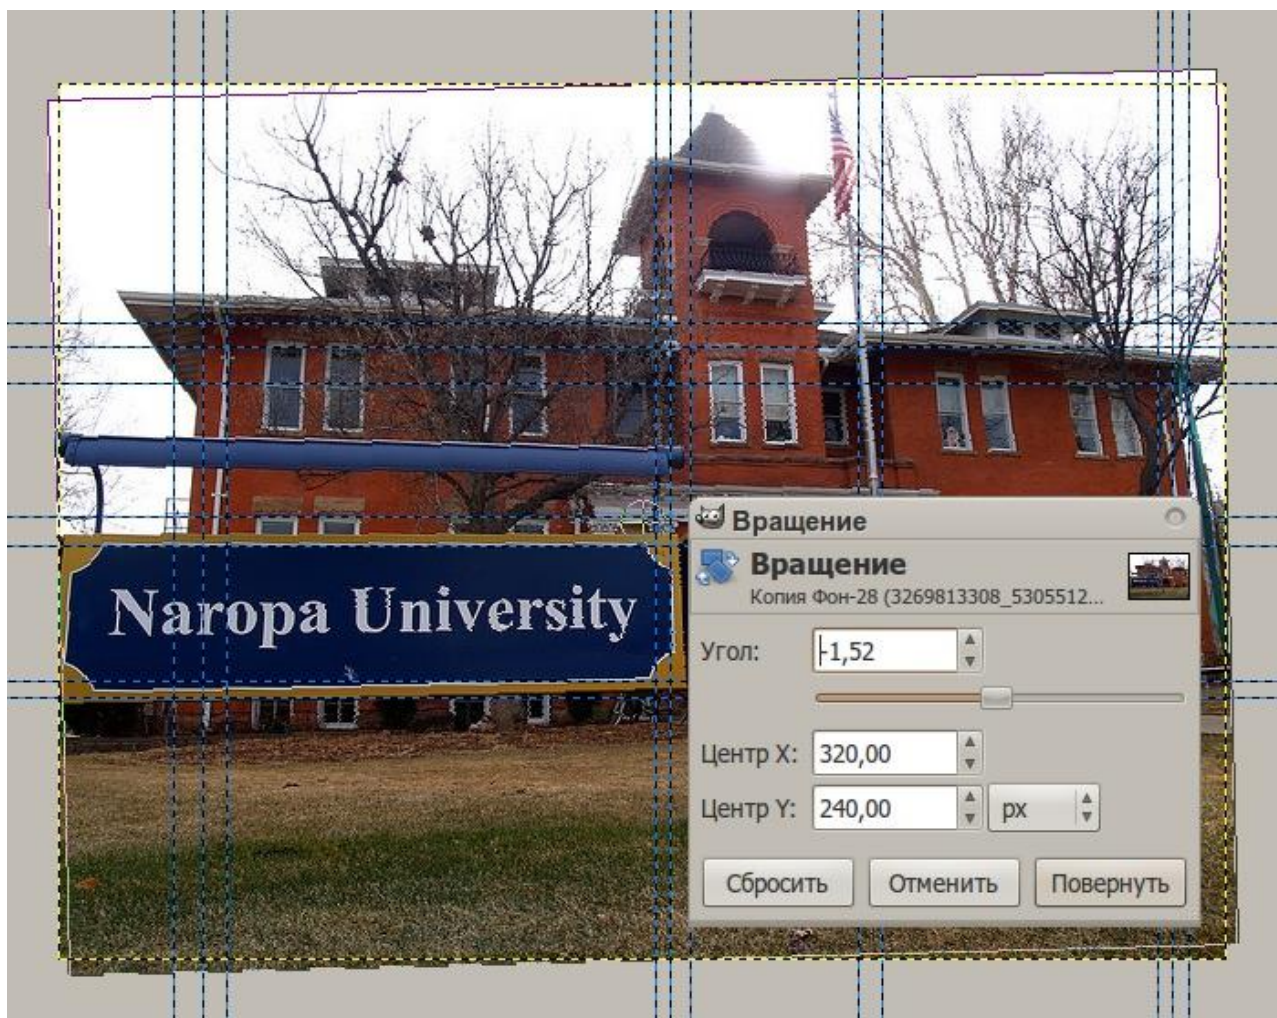 Вращение
Вращение
Копия Фон-28 (3269813308_5305512...
Naropa University
Угол: -1,52
Центр X: 320,00
Центр Y: 240,00 px
Сбросить Отменить Повернуть